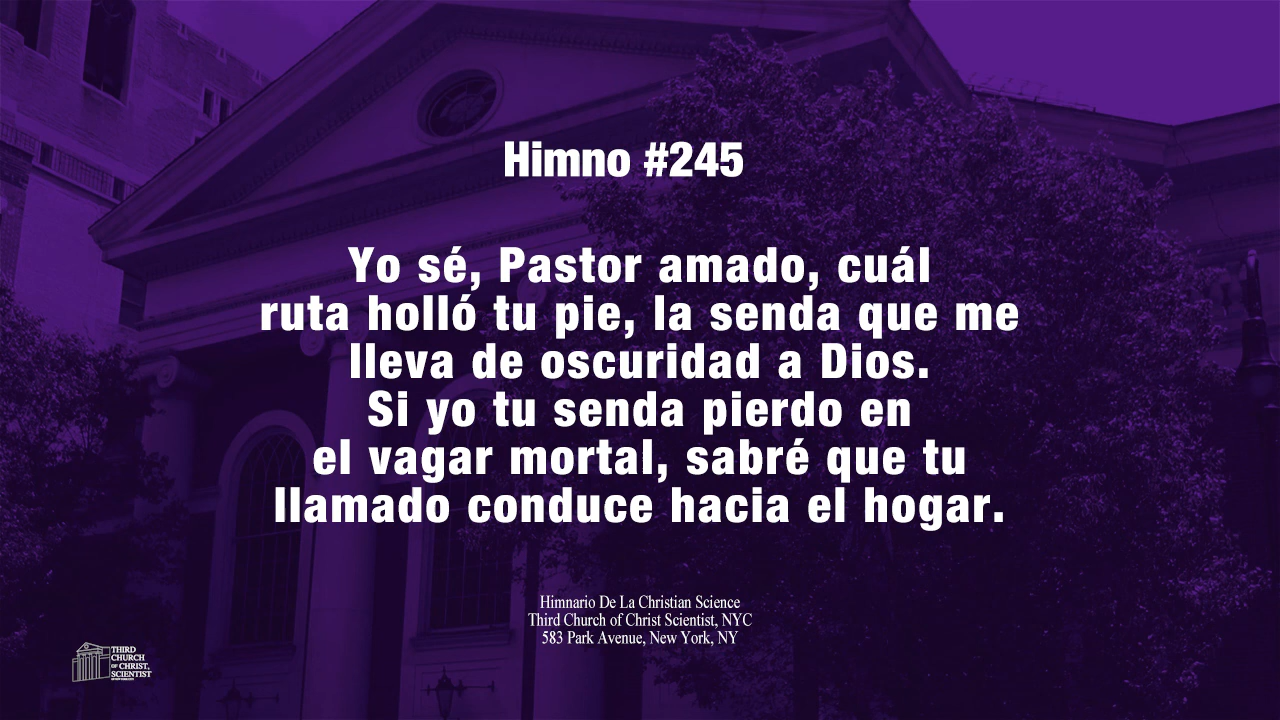 Himno #245
Yo sé, Pastor amado, cuál
ruta holló tu pie, la senda que me
lleva de oscuridad a Dios.
Si yo tu senda pierdo en
el vagar mortal, sabré que tu
llamado conduce hacia el hogar.
Himnario De La Christian Science
Third Church of Christ Scientist, NYC
583 Park Avenue, New York, NY
THIRD
CHURCH
OF CHRIST,
SCIENTIST